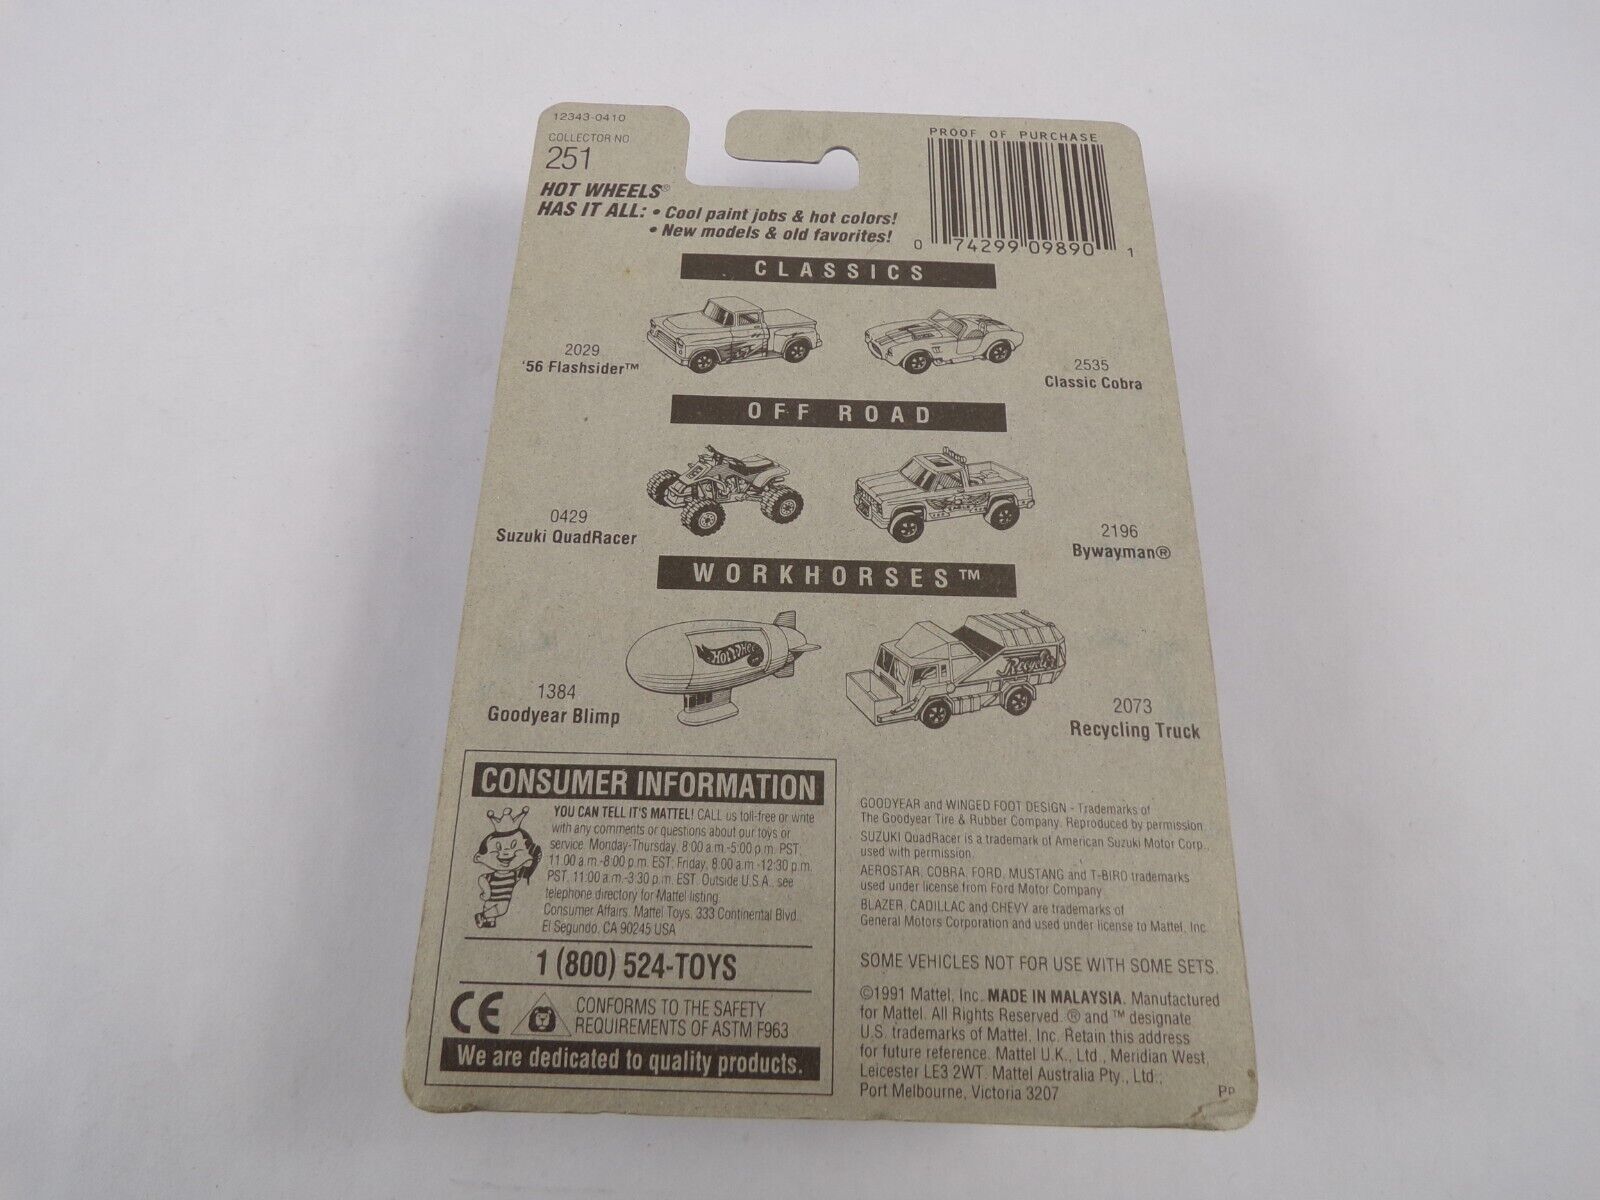 12343-0410
COLLECTOR NO.
251
PROOF OF PURCHASE
0 74299 09890 1
HOT WHEELS®
HAS IT ALL: • Cool paint jobs & hot colors!
• New models & old favorites!
CLASSICS
2029
'56 Flashsider™
2535
Classic Cobra
OFF ROAD
0429
Suzuki QuadRacer
2196
Bywayman®
WORKHORSES™
Recycler
1384
Goodyear Blimp
2073
Recycling Truck
CONSUMER INFORMATION
YOU CAN TELL IT'S MATTEL! CALL us toll-free or write
with any comments or questions about our toys or
service. Monday-Thursday, 8:00 a.m.-5:00 p.m. PST,
11:00 a.m.-8:00 p.m. EST; Friday, 8:00 a.m.-12:30 p.m.
PST, 11:00 a.m.-3:30 p.m. EST. Outside U.S.A., see
telephone directory for Mattel listing.
Consumer Affairs, Mattel Toys, 333 Continental Blvd.,
El Segundo, CA 90245 USA
1 (800) 524-TOYS
CE
CONFORMS TO THE SAFETY
REQUIREMENTS OF ASTM F963
We are dedicated to quality products.
GOODYEAR and WINGED FOOT DESIGN - Trademarks of
The Goodyear Tire & Rubber Company. Reproduced by permission.
SUZUKI QuadRacer is a trademark of American Suzuki Motor Corp.,
used with permission.
AEROSTAR, COBRA, FORD, MUSTANG and T-BIRD trademarks
used under license from Ford Motor Company.
BLAZER, CADILLAC and CHEVY are trademarks of
General Motors Corporation and used under license to Mattel, Inc.
SOME VEHICLES NOT FOR USE WITH SOME SETS.
©1991 Mattel, Inc. MADE IN MALAYSIA. Manufactured
for Mattel. All Rights Reserved. ® and ™ designate
U.S. trademarks of Mattel, Inc. Retain this address
for future reference. Mattel U.K., Ltd., Meridian West,
Leicester LE3 2WT. Mattel Australia Pty., Ltd.,
Port Melbourne, Victoria 3207
PP